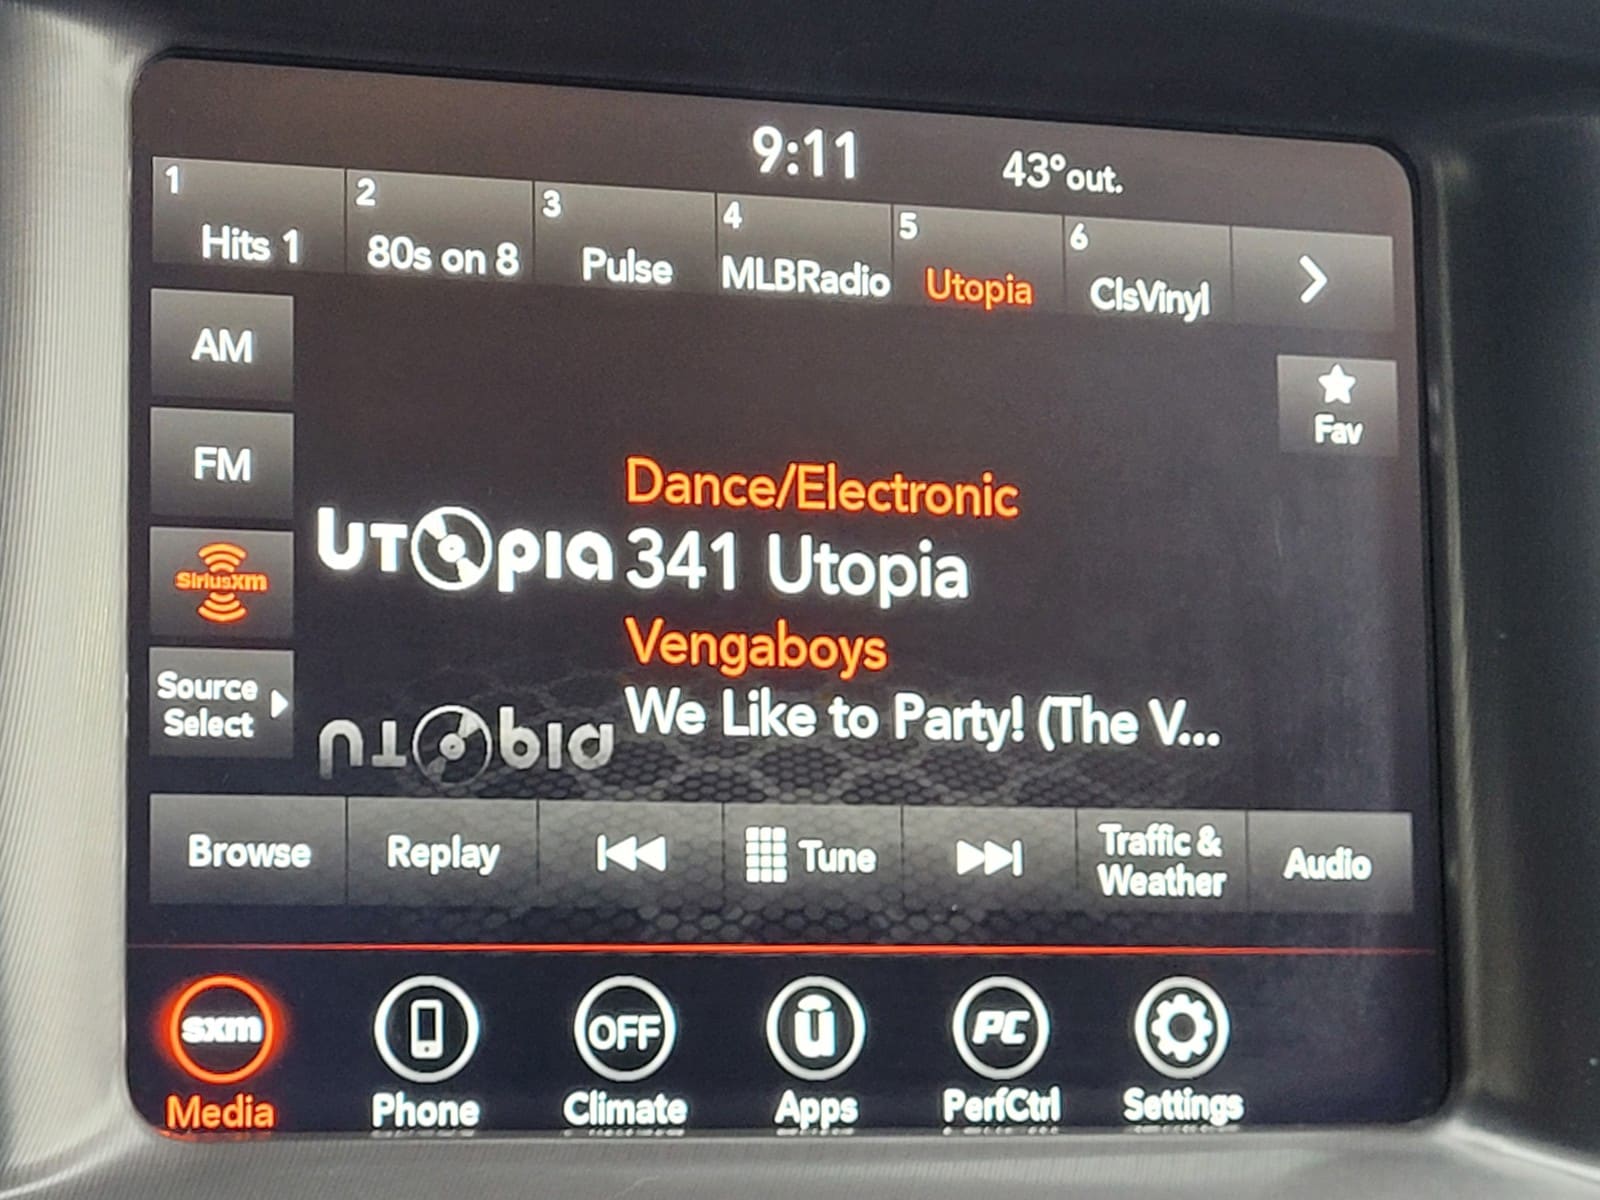 9:11
43°out.
1 Hits 1
2 80s on 8
3 Pulse
4 MLBRadio
5 Utopia
6 ClsVinyl
AM
Fav
FM
Dance/Electronic
UTOPIA
341 Utopia
SiriusXM
Vengaboys
Source
Select
We Like to Party! (The V...
UTOPIA
Browse
Replay
Tune
Traffic &
Weather
Audio
sxm
OFF
ū
PC
Media
Phone
Climate
Apps
PerfCtrl
Settings